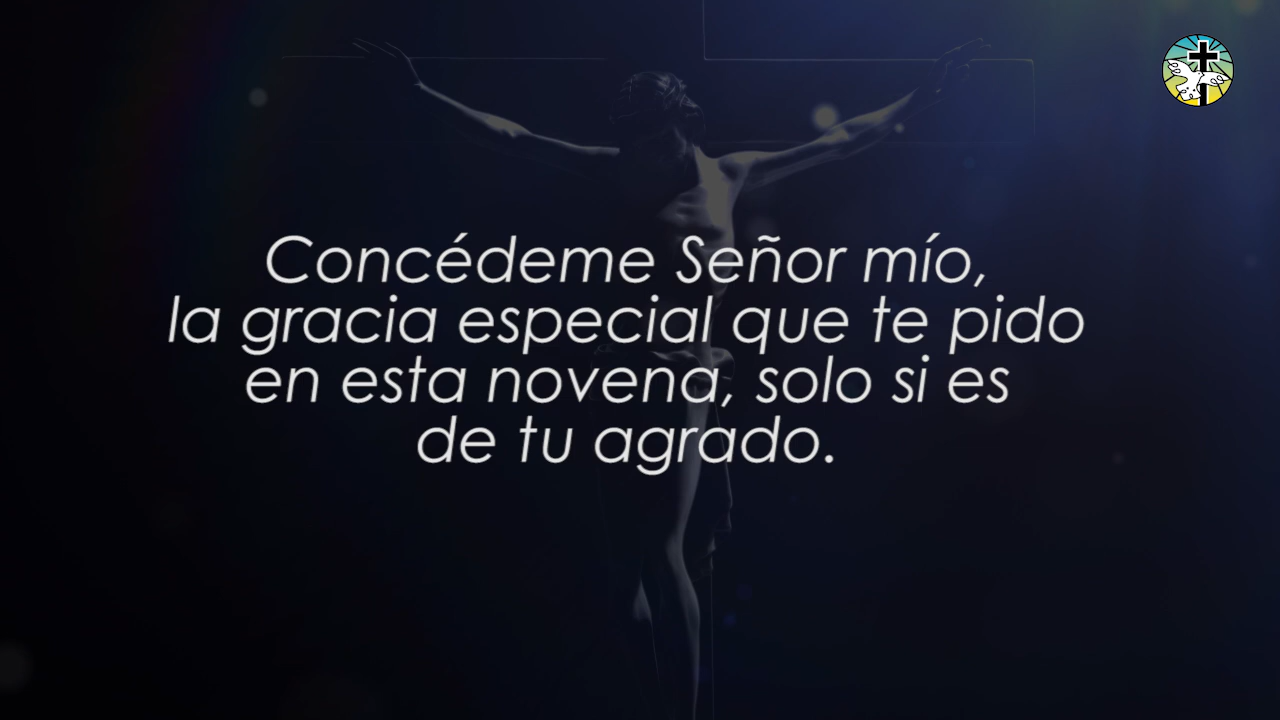 Concédeme Señor mío,
la gracia especial que te pido
en esta novena, solo si es
de tu agrado.